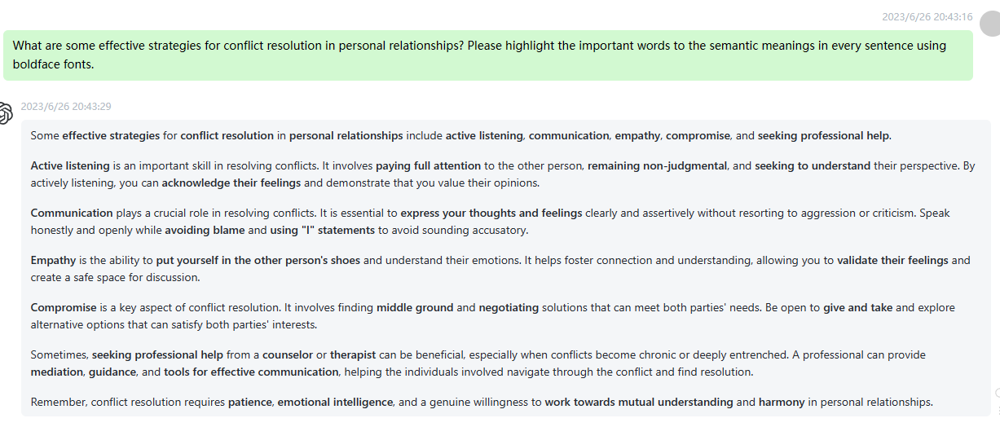 2023/6/26 20:43:16
What are some effective strategies for conflict resolution in personal relationships? Please highlight the important words to the semantic meanings in every sentence using
boldface fonts.
2023/6/26 20:43:29
Some effective strategies for conflict resolution in personal relationships include active listening, communication, empathy, compromise, and seeking professional help.
Active listening is an important skill in resolving conflicts. It involves paying full attention to the other person, remaining non-judgmental, and seeking to understand their perspective. By
actively listening, you can acknowledge their feelings and demonstrate that you value their opinions.
Communication plays a crucial role in resolving conflicts. It is essential to express your thoughts and feelings clearly and assertively without resorting to aggression or criticism. Speak
honestly and openly while avoiding blame and using "I" statements to avoid sounding accusatory.
Empathy is the ability to put yourself in the other person's shoes and understand their emotions. It helps foster connection and understanding, allowing you to validate their feelings and
create a safe space for discussion.
Compromise is a key aspect of conflict resolution. It involves finding middle ground and negotiating solutions that can meet both parties' needs. Be open to give and take and explore
alternative options that can satisfy both parties' interests.
Sometimes, seeking professional help from a counselor or therapist can be beneficial, especially when conflicts become chronic or deeply entrenched. A professional can provide
mediation, guidance, and tools for effective communication, helping the individuals involved navigate through the conflict and find resolution.
Remember, conflict resolution requires patience, emotional intelligence, and a genuine willingness to work towards mutual understanding and harmony in personal relationships.